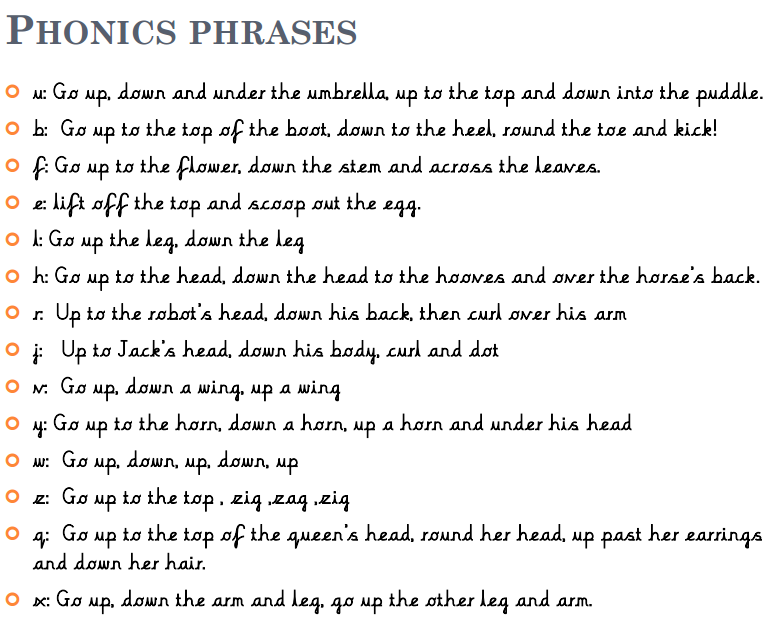 PHONICS PHRASES
u: Go up, down and under the umbrella, up to the top and down into the puddle.
b: Go up to the top of the boot, down to the heel, round the toe and kick!
f: Go up to the flower, down the stem and across the leaves.
e: lift off the top and scoop out the egg.
l: Go up the leg, down the leg
h: Go up to the head, down the head to the hooves and over the horse's back.
r: Up to the robot's head, down his back, then curl over his arm
j: Up to Jack's head, down his body, curl and dot
v: Go up, down a wing, up a wing
y: Go up to the horn, down a horn, up a horn and under his head
w: Go up, down, up, down, up
z: Go up to the top , zig ,zag ,zig
q: Go up to the top of the queen's head, round her head, up past her earrings
and down her hair.
x: Go up, down the arm and leg, go up the other leg and arm.